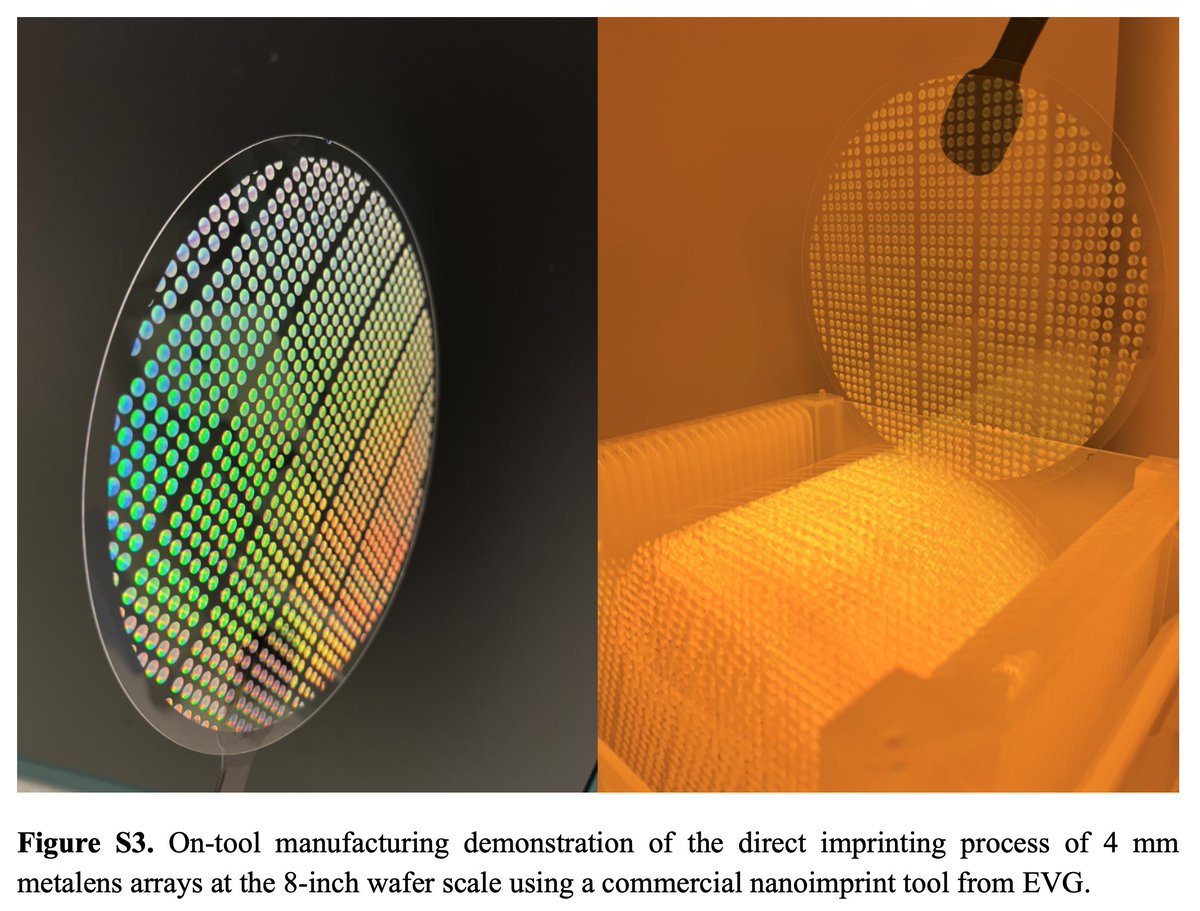 Figure S3. On-tool manufacturing demonstration of the direct imprinting process of 4 mm
metalens arrays at the 8-inch wafer scale using a commercial nanoimprint tool from EVG.